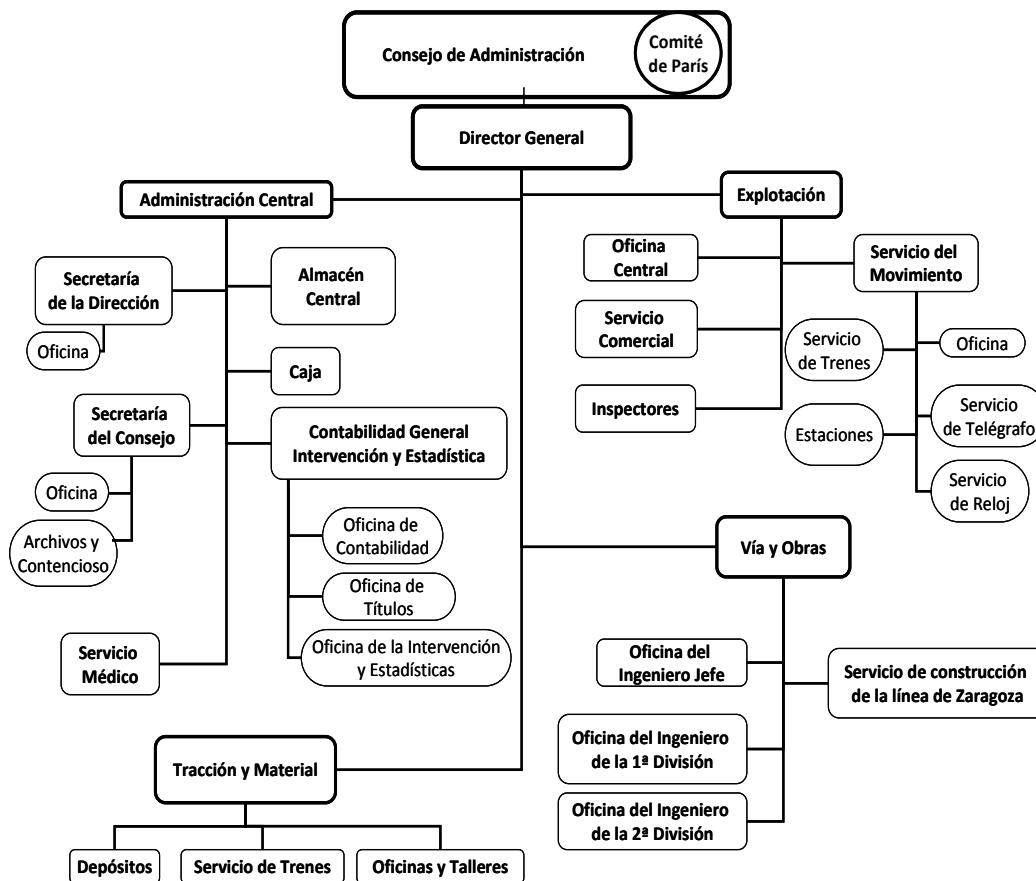 Consejo de Administración
Comité
de París
Director General
Administración Central
Explotación
Secretaría
de la Dirección
Oficina
Almacén
Central
Caja
Secretaría
del Consejo
Oficina
Archivos y
Contencioso
Contabilidad General
Intervención y Estadística
Oficina de
Contabilidad
Oficina de
Títulos
Oficina de la Intervención
y Estadísticas
Servicio
Médico
Oficina
Central
Servicio
Comercial
Inspectores
Servicio del
Movimiento
Servicio
de Trenes
Oficina
Estaciones
Servicio
de Telégrafo
Servicio
de Reloj
Vía y Obras
Oficina del
Ingeniero Jefe
Servicio de construcción
de la línea de Zaragoza
Oficina del Ingeniero
de la 1ª División
Oficina del Ingeniero
de la 2ª División
Tracción y Material
Depósitos
Servicio de Trenes
Oficinas y Talleres